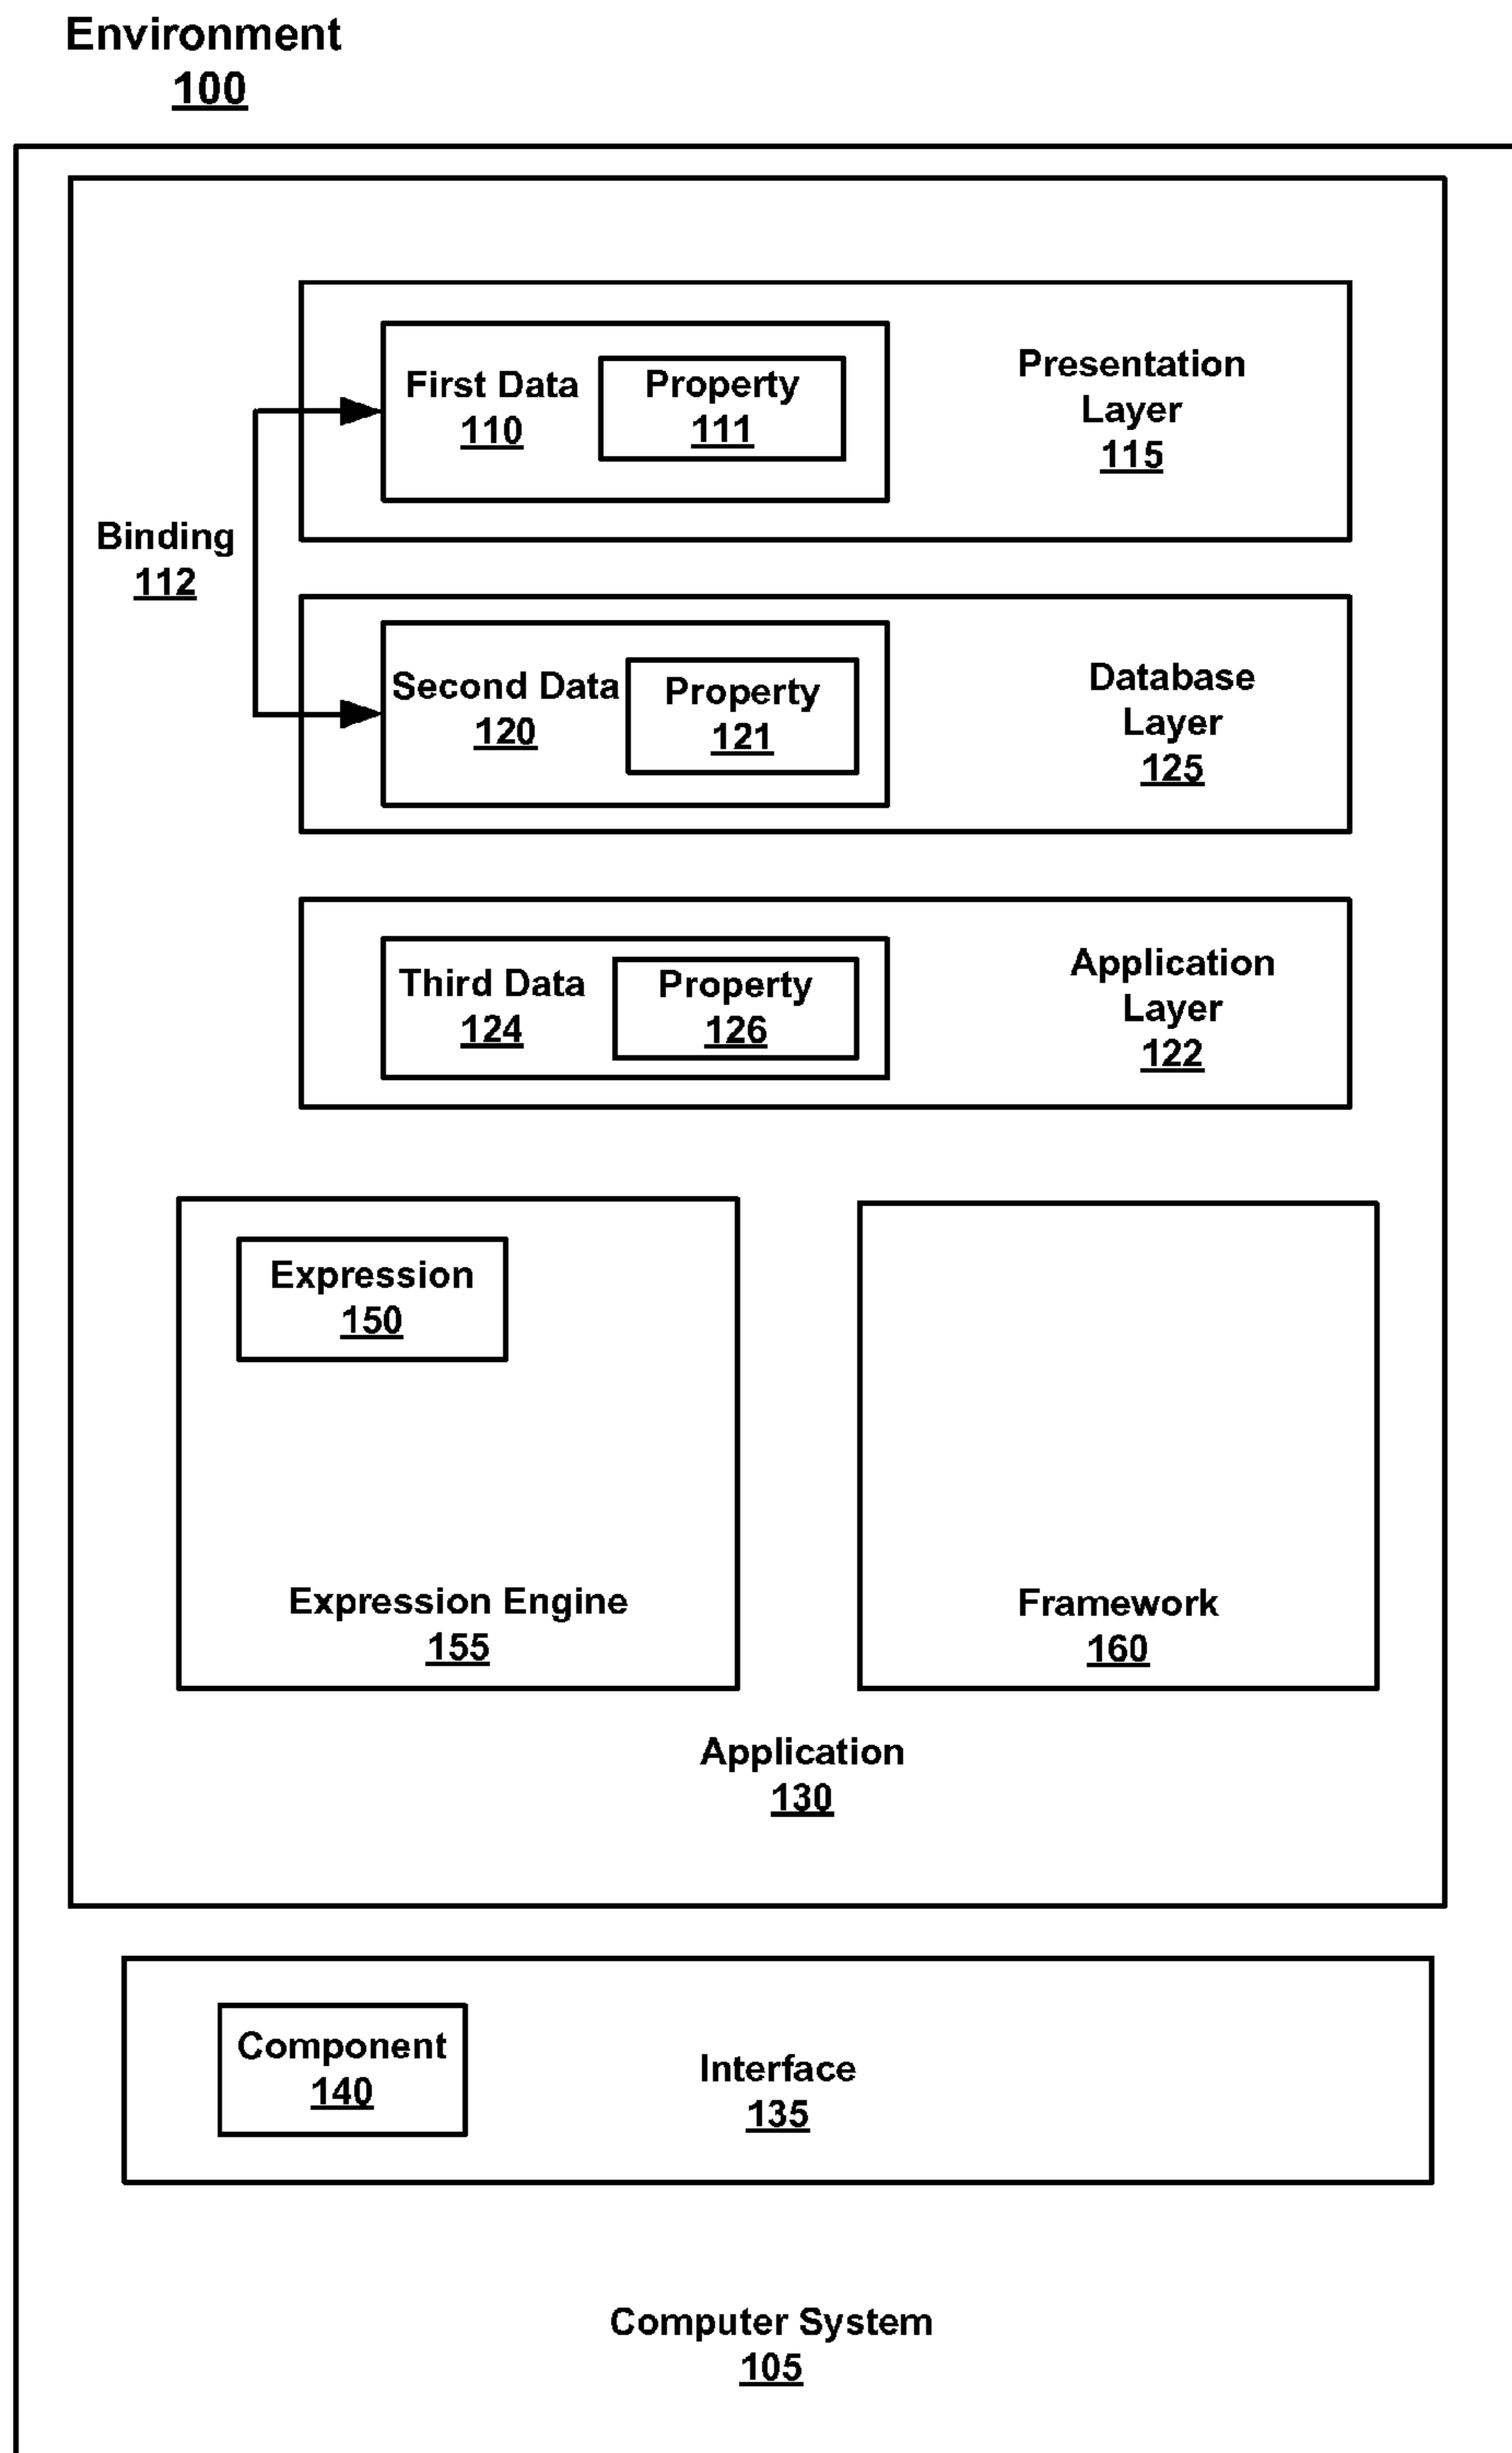 Environment
100
First Data
110
Property
111
Presentation
Layer
115
Binding
112
Second Data
120
Property
121
Database
Layer
125
Third Data
124
Property
126
Application
Layer
122
Expression
150
Expression Engine
155
Framework
160
Application
130
Component
140
Interface
135
Computer System
105